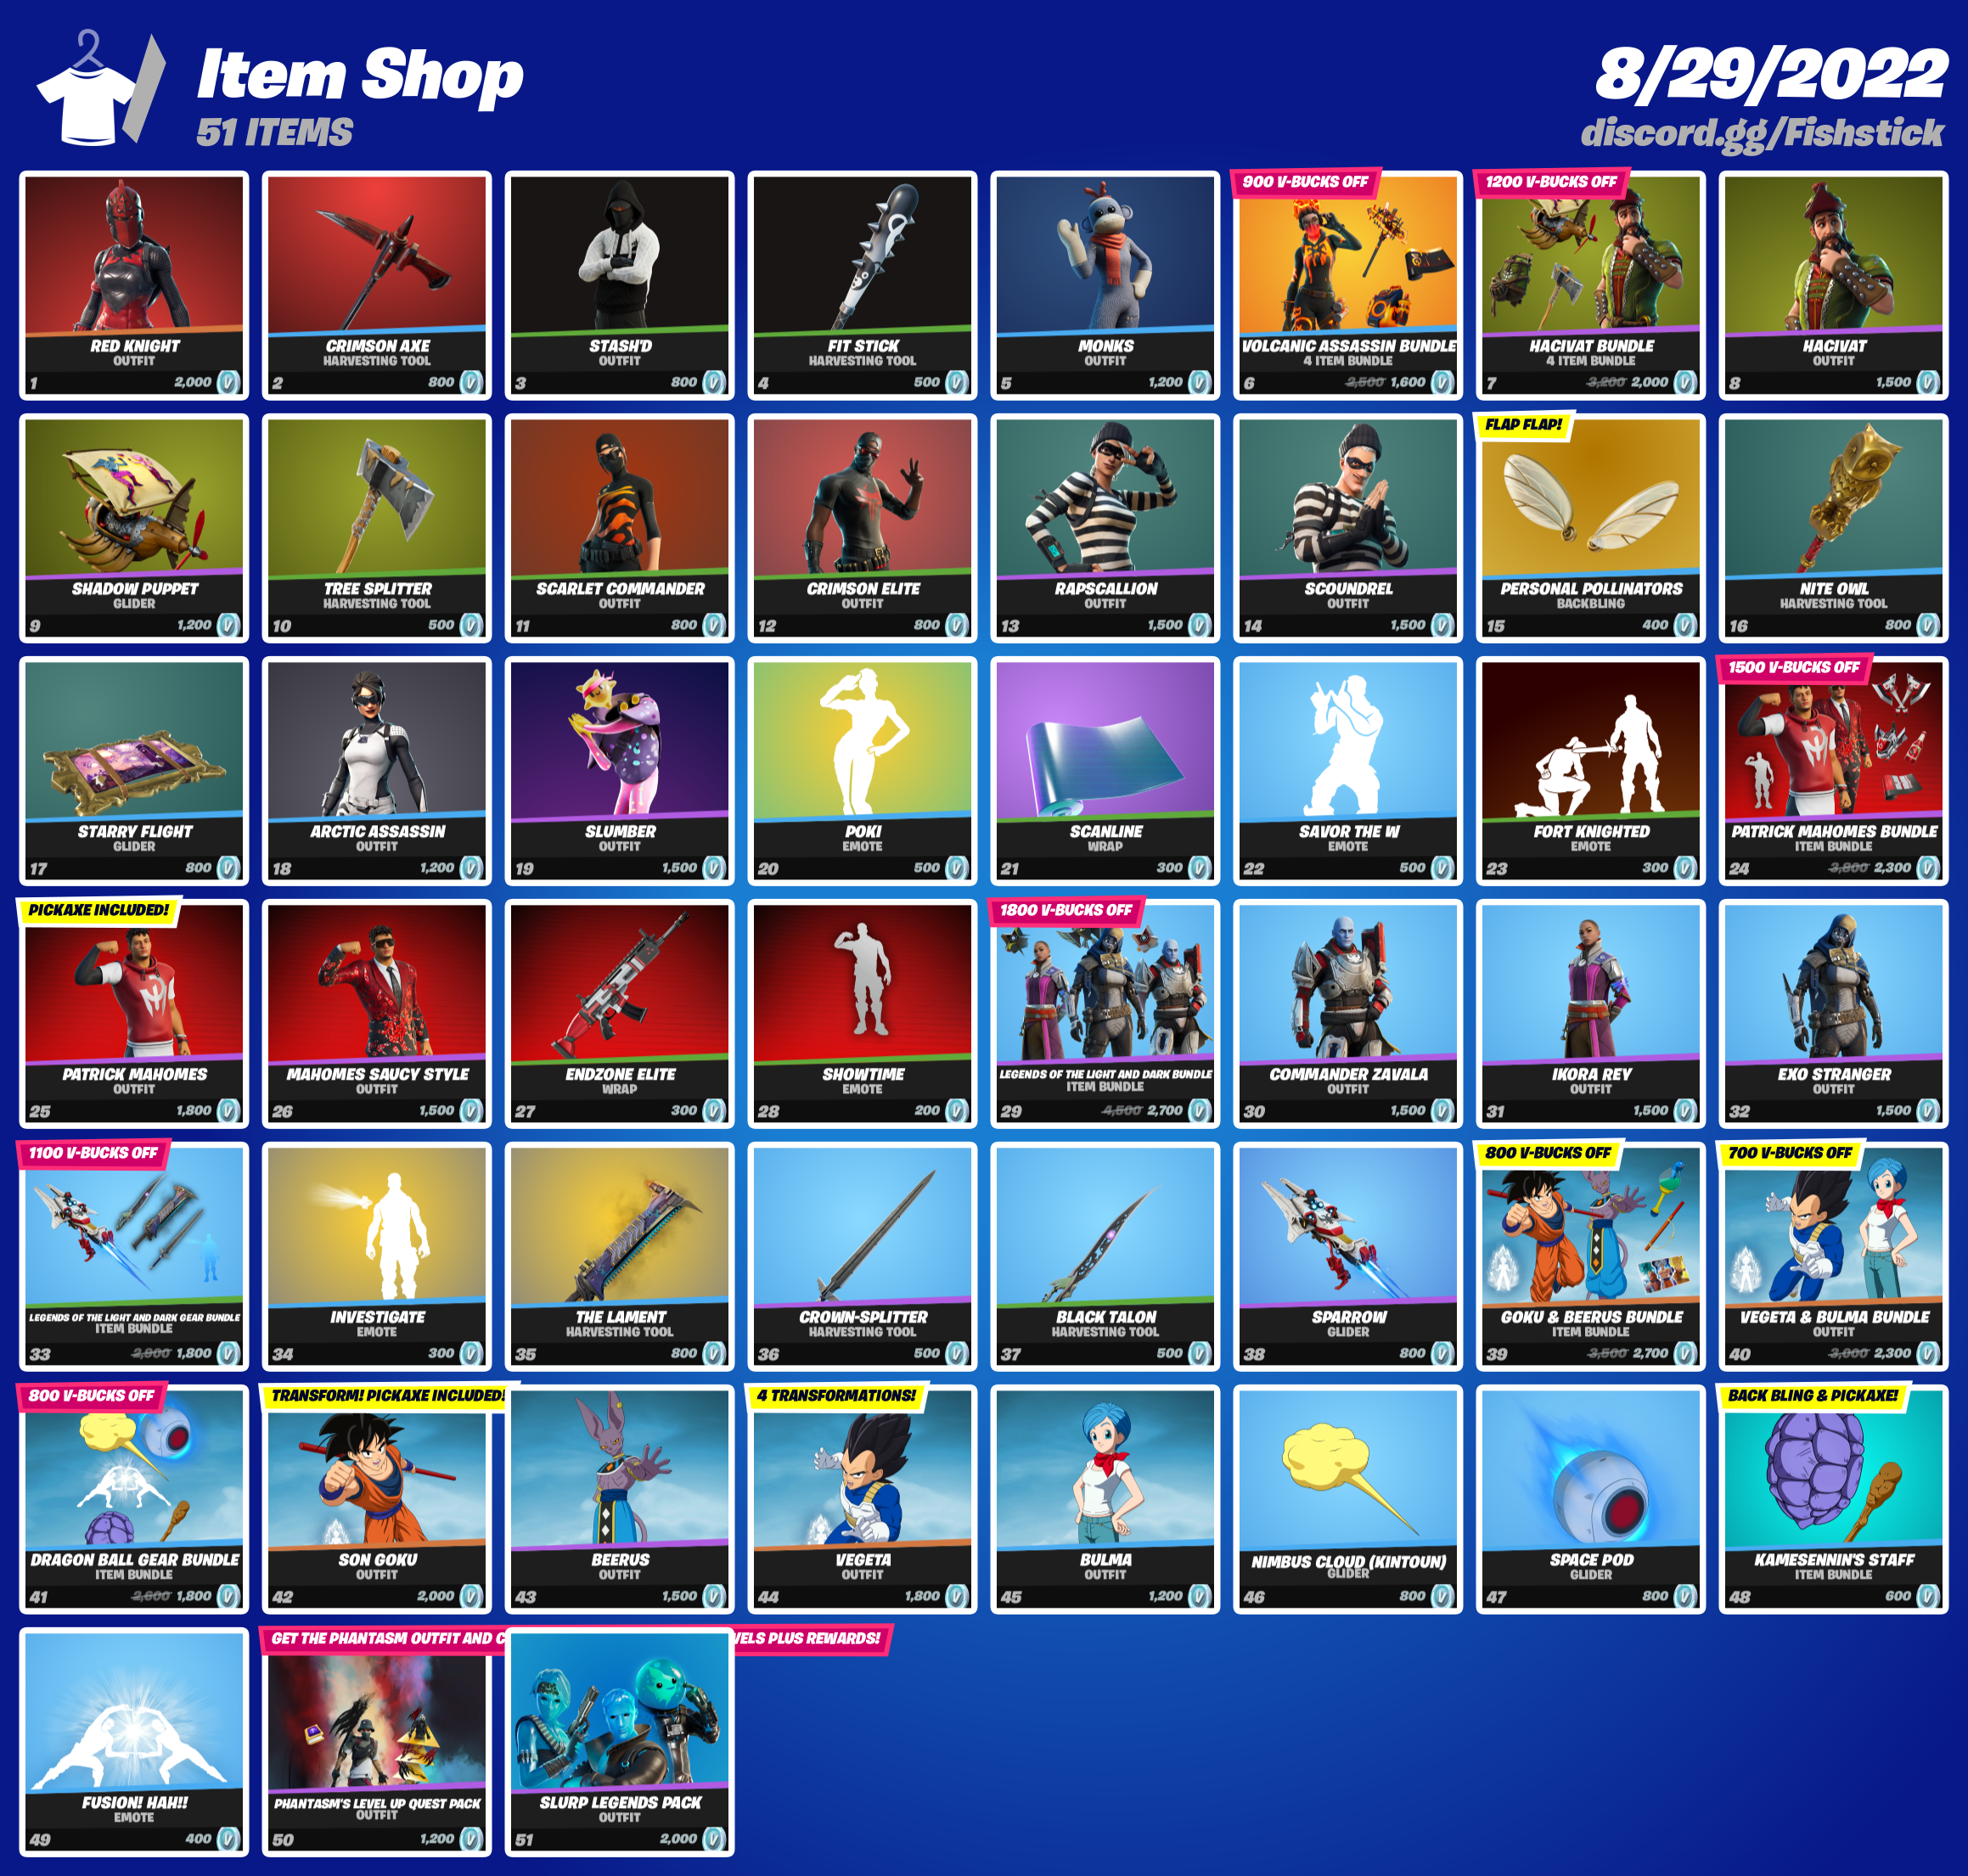 Item Shop
51 ITEMS
8/29/2022
discord.gg/Fishstick
RED KNIGHT
OUTFIT
1 2,000
CRIMSON AXE
HARVESTING TOOL
2 800
STASH'D
OUTFIT
3 800
FIT STICK
HARVESTING TOOL
4 500
MONKS
OUTFIT
5 1,200
900 V-BUCKS OFF
VOLCANIC ASSASSIN BUNDLE
4 ITEM BUNDLE
6 2,500 1,600
1200 V-BUCKS OFF
HACIVAT BUNDLE
4 ITEM BUNDLE
7 3,200 2,000
HACIVAT
OUTFIT
8 1,500
SHADOW PUPPET
GLIDER
9 1,200
TREE SPLITTER
HARVESTING TOOL
10 500
SCARLET COMMANDER
OUTFIT
11 800
CRIMSON ELITE
OUTFIT
12 800
RAPSCALLION
OUTFIT
13 1,500
SCOUNDREL
OUTFIT
14 1,500
FLAP FLAP!
PERSONAL POLLINATORS
BACKBLING
15 400
NITE OWL
HARVESTING TOOL
16 800
STARRY FLIGHT
GLIDER
17 800
ARCTIC ASSASSIN
OUTFIT
18 1,200
SLUMBER
OUTFIT
19 1,500
POKI
EMOTE
20 500
SCANLINE
WRAP
21 300
SAVOR THE W
EMOTE
22 500
FORT KNIGHTED
EMOTE
23 300
1500 V-BUCKS OFF
PATRICK MAHOMES BUNDLE
ITEM BUNDLE
24 3,800 2,300
PICKAXE INCLUDED!
PATRICK MAHOMES
OUTFIT
25 1,800
MAHOMES SAUCY STYLE
OUTFIT
26 1,500
ENDZONE ELITE
WRAP
27 300
SHOWTIME
EMOTE
28 200
1800 V-BUCKS OFF
LEGENDS OF THE LIGHT AND DARK BUNDLE
ITEM BUNDLE
29 4,500 2,700
COMMANDER ZAVALA
OUTFIT
30 1,500
IKORA REY
OUTFIT
31 1,500
EXO STRANGER
OUTFIT
32 1,500
1100 V-BUCKS OFF
LEGENDS OF THE LIGHT AND DARK GEAR BUNDLE
ITEM BUNDLE
33 2,900 1,800
INVESTIGATE
EMOTE
34 300
THE LAMENT
HARVESTING TOOL
35 800
CROWN-SPLITTER
HARVESTING TOOL
36 500
BLACK TALON
HARVESTING TOOL
37 500
SPARROW
GLIDER
38 800
800 V-BUCKS OFF
GOKU & BEERUS BUNDLE
ITEM BUNDLE
39 3,500 2,700
700 V-BUCKS OFF
VEGETA & BULMA BUNDLE
OUTFIT
40 3,000 2,300
800 V-BUCKS OFF
DRAGON BALL GEAR BUNDLE
ITEM BUNDLE
41 2,600 1,800
TRANSFORM! PICKAXE INCLUDED!
SON GOKU
OUTFIT
42 2,000
BEERUS
OUTFIT
43 1,500
4 TRANSFORMATIONS!
VEGETA
OUTFIT
44 1,800
BULMA
OUTFIT
45 1,200
NIMBUS CLOUD (KINTOUN)
GLIDER
46 800
SPACE POD
GLIDER
47 800
BACK BLING & PICKAXE!
KAMESENNIN'S STAFF
ITEM BUNDLE
48 600
FUSION! HAH!!
EMOTE
49 400
GET THE PHANTASM OUTFIT AND PLUS REWARDS!
PHANTASM'S LEVEL UP QUEST PACK
OUTFIT
50 1,200
SLURP LEGENDS PACK
OUTFIT
51 2,000